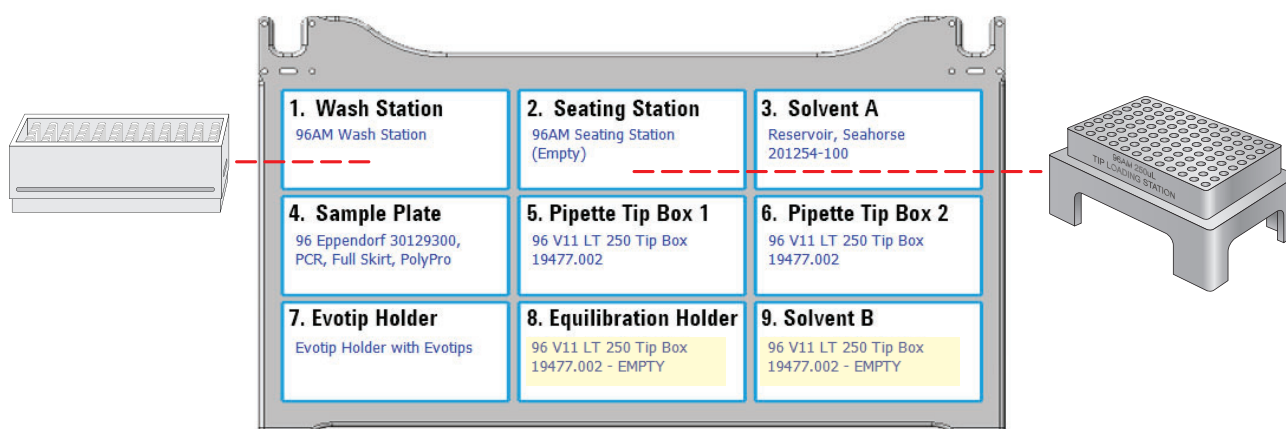 1. Wash Station
96AM Wash Station
2. Seating Station
96AM Seating Station
(Empty)
3. Solvent A
Reservoir, Seahorse
201254-100
96AM 250uL
TIP LOADING STATION
4. Sample Plate
96 Eppendorf 30129300,
PCR, Full Skirt, PolyPro
5. Pipette Tip Box 1
96 V11 LT 250 Tip Box
19477.002
6. Pipette Tip Box 2
96 V11 LT 250 Tip Box
19477.002
7. Evotip Holder
Evotip Holder with Evotips
8. Equilibration Holder
96 V11 LT 250 Tip Box
19477.002 - EMPTY
9. Solvent B
96 V11 LT 250 Tip Box
19477.002 - EMPTY